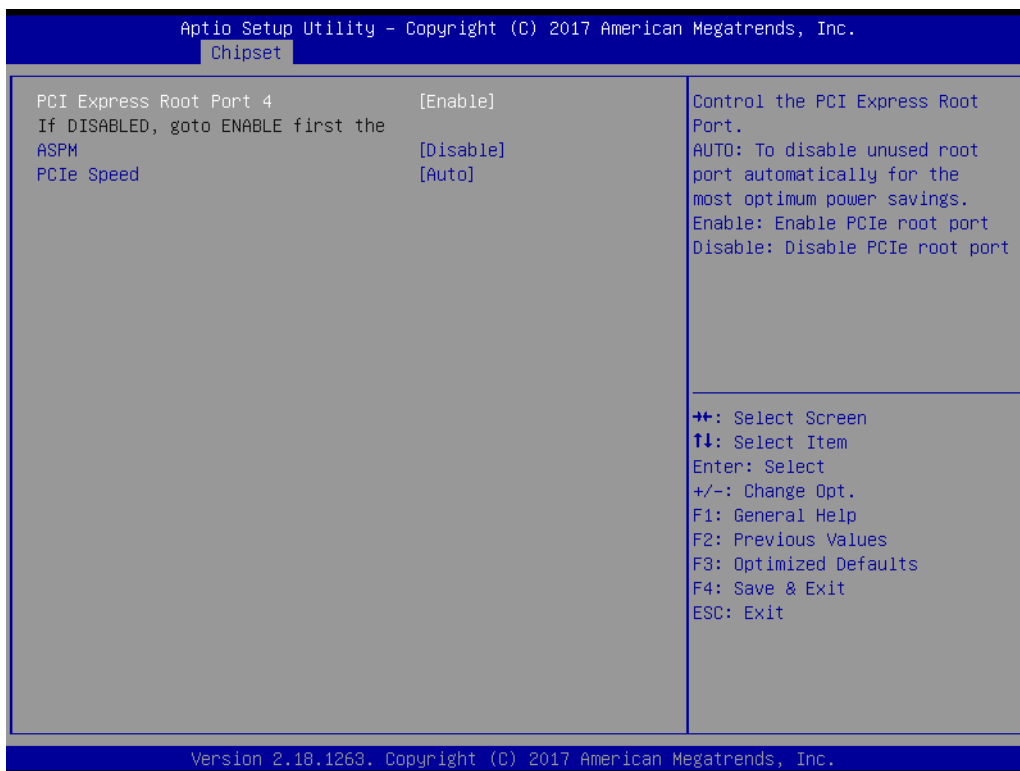 Aptio Setup Utility – Copyright (C) 2017 American Megatrends, Inc.
Chipset
PCI Express Root Port 4 [Enable]
If DISABLED, goto ENABLE first the
ASPM [Disable]
PCIe Speed [Auto]
Control the PCI Express Root
Port.
AUTO: To disable unused root
port automatically for the
most optimum power savings.
Enable: Enable PCIe root port
Disable: Disable PCIe root port
→←: Select Screen
↑↓: Select Item
Enter: Select
+/-: Change Opt.
F1: General Help
F2: Previous Values
F3: Optimized Defaults
F4: Save & Exit
ESC: Exit
Version 2.18.1263. Copyright (C) 2017 American Megatrends, Inc.